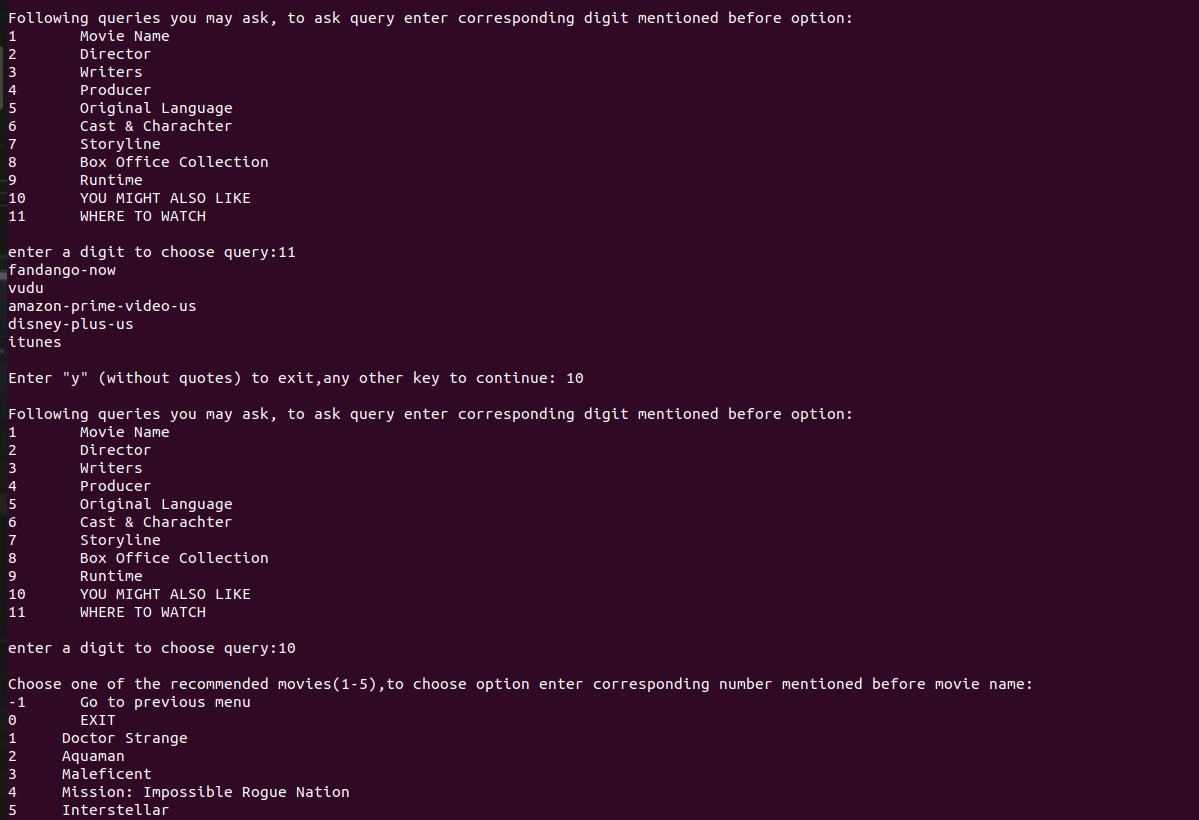 Following queries you may ask, to ask query enter corresponding digit mentioned before option:
1 Movie Name
2 Director
3 Writers
4 Producer
5 Original Language
6 Cast & Charachter
7 Storyline
8 Box Office Collection
9 Runtime
10 YOU MIGHT ALSO LIKE
11 WHERE TO WATCH
enter a digit to choose query:11
fandango-now
vudu
amazon-prime-video-us
disney-plus-us
itunes
Enter "y" (without quotes) to exit,any other key to continue: 10
Following queries you may ask, to ask query enter corresponding digit mentioned before option:
1 Movie Name
2 Director
3 Writers
4 Producer
5 Original Language
6 Cast & Charachter
7 Storyline
8 Box Office Collection
9 Runtime
10 YOU MIGHT ALSO LIKE
11 WHERE TO WATCH
enter a digit to choose query:10
Choose one of the recommended movies(1-5),to choose option enter corresponding number mentioned before movie name:
-1 Go to previous menu
0 EXIT
1 Doctor Strange
2 Aquaman
3 Maleficent
4 Mission: Impossible Rogue Nation
5 Interstellar